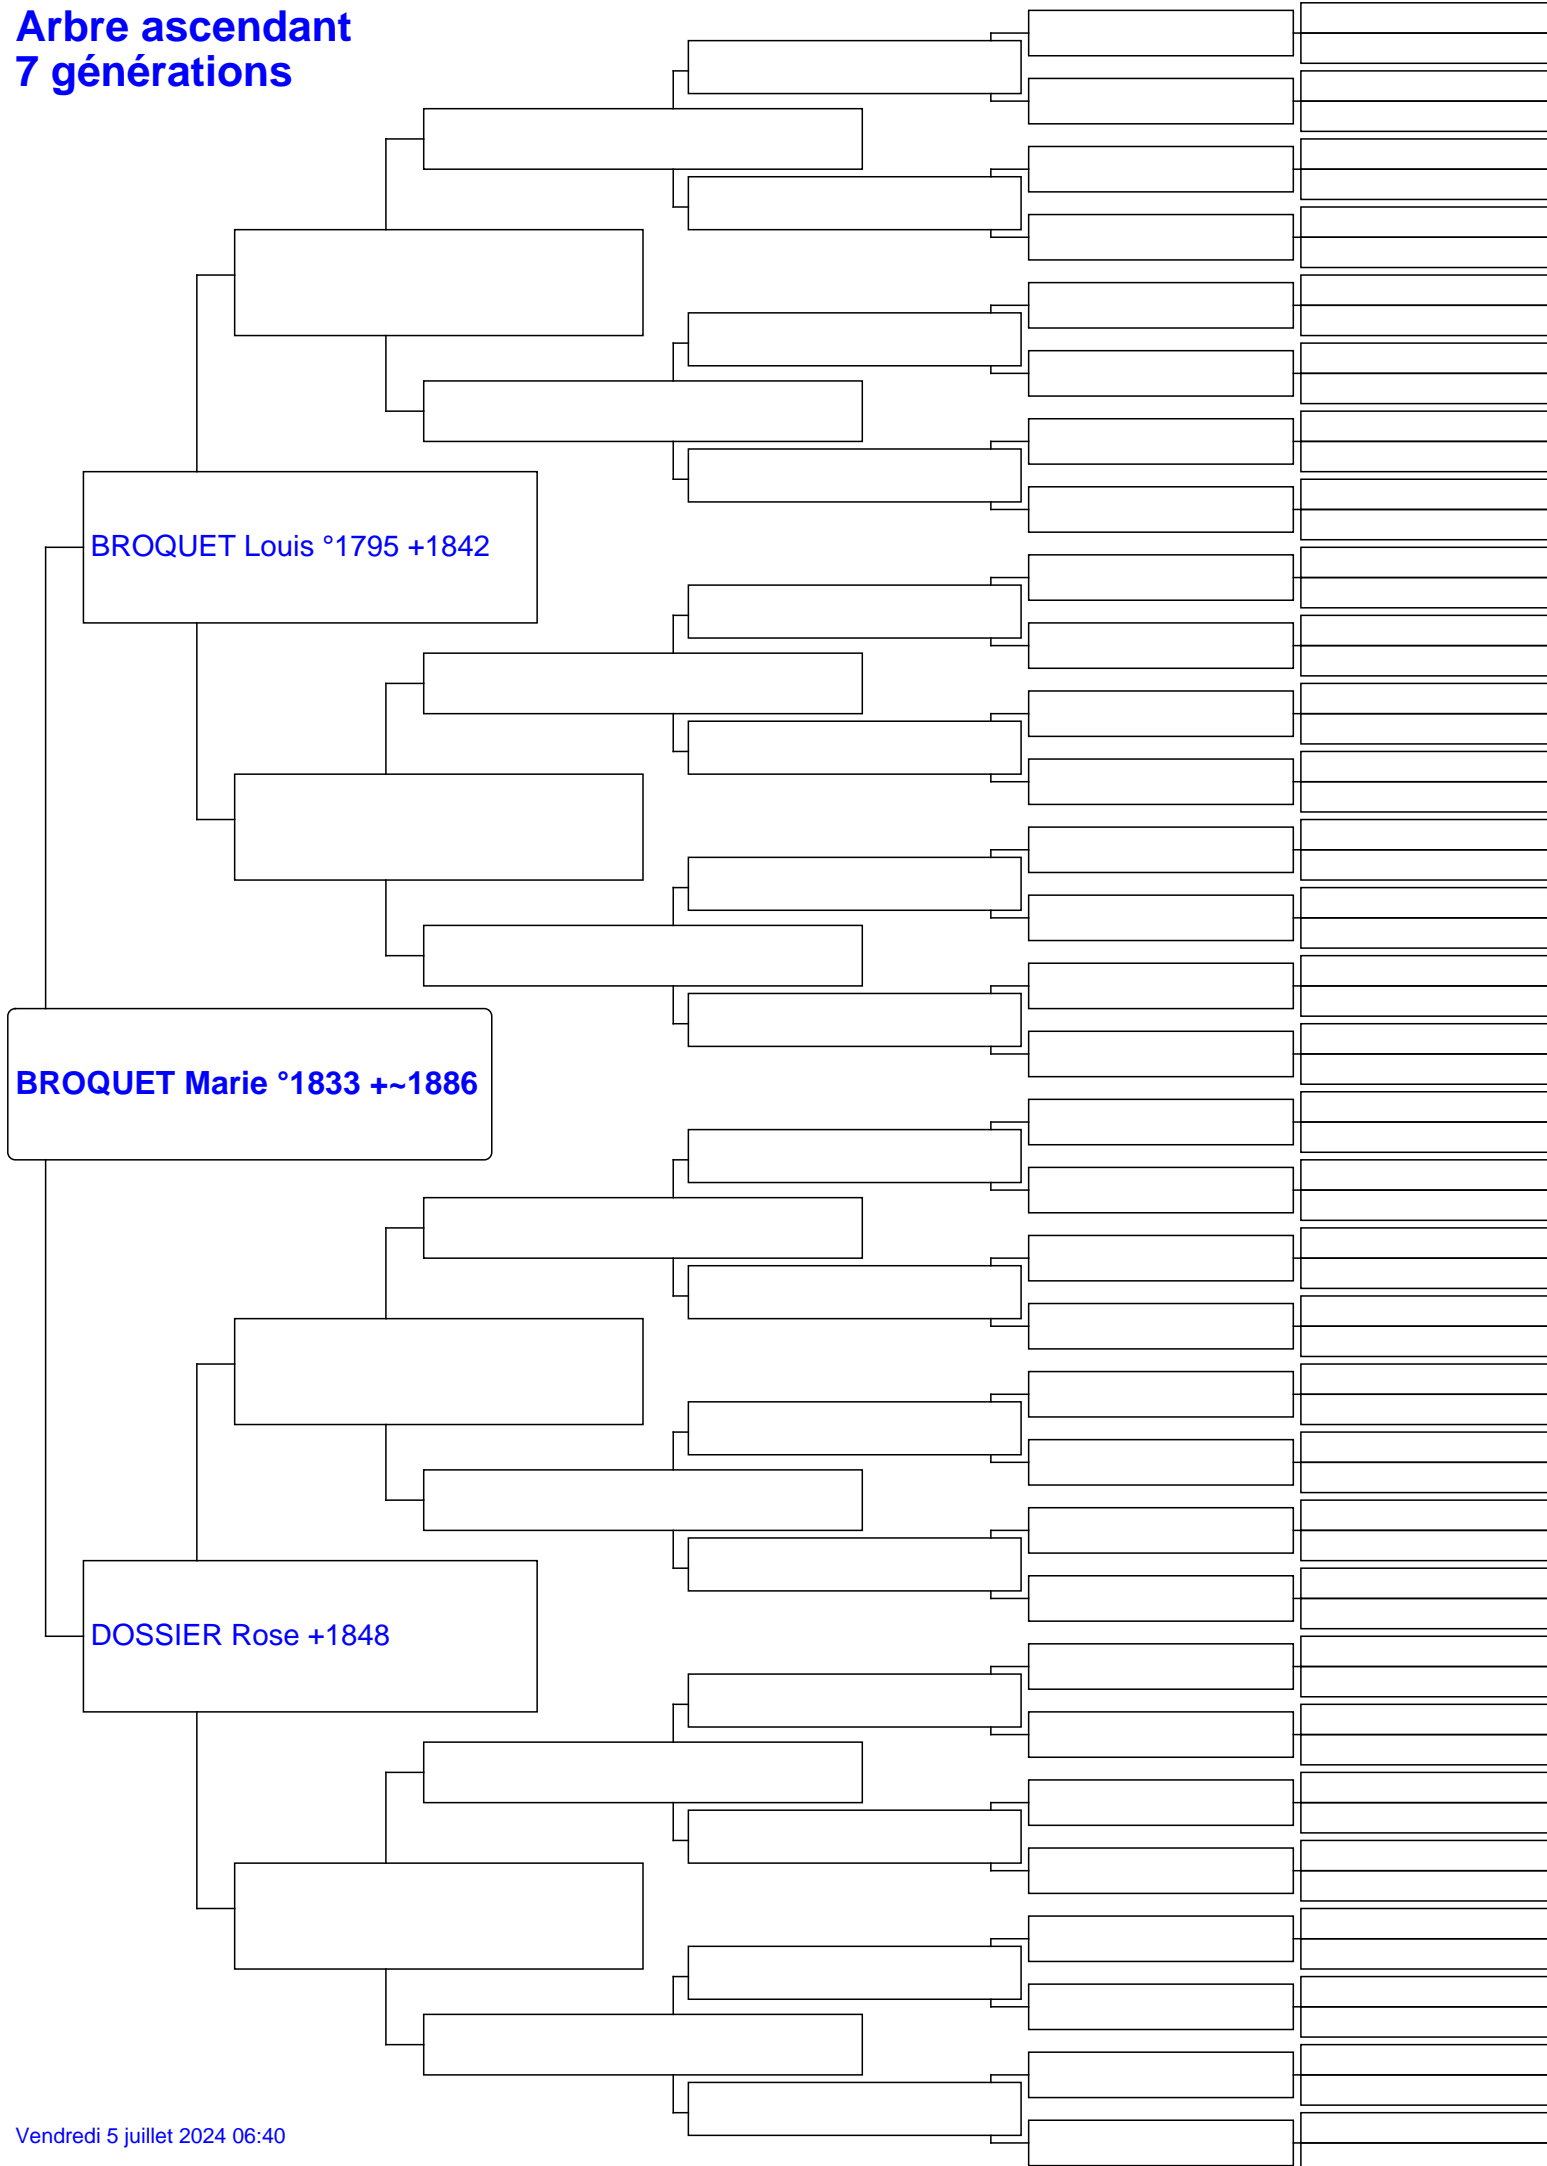 Arbre ascendant
7 générations
BROQUET Louis °1795 +1842
BROQUET Marie °1833 +~1886
DOSSIER Rose +1848
Vendredi 5 juillet 2024 06:40